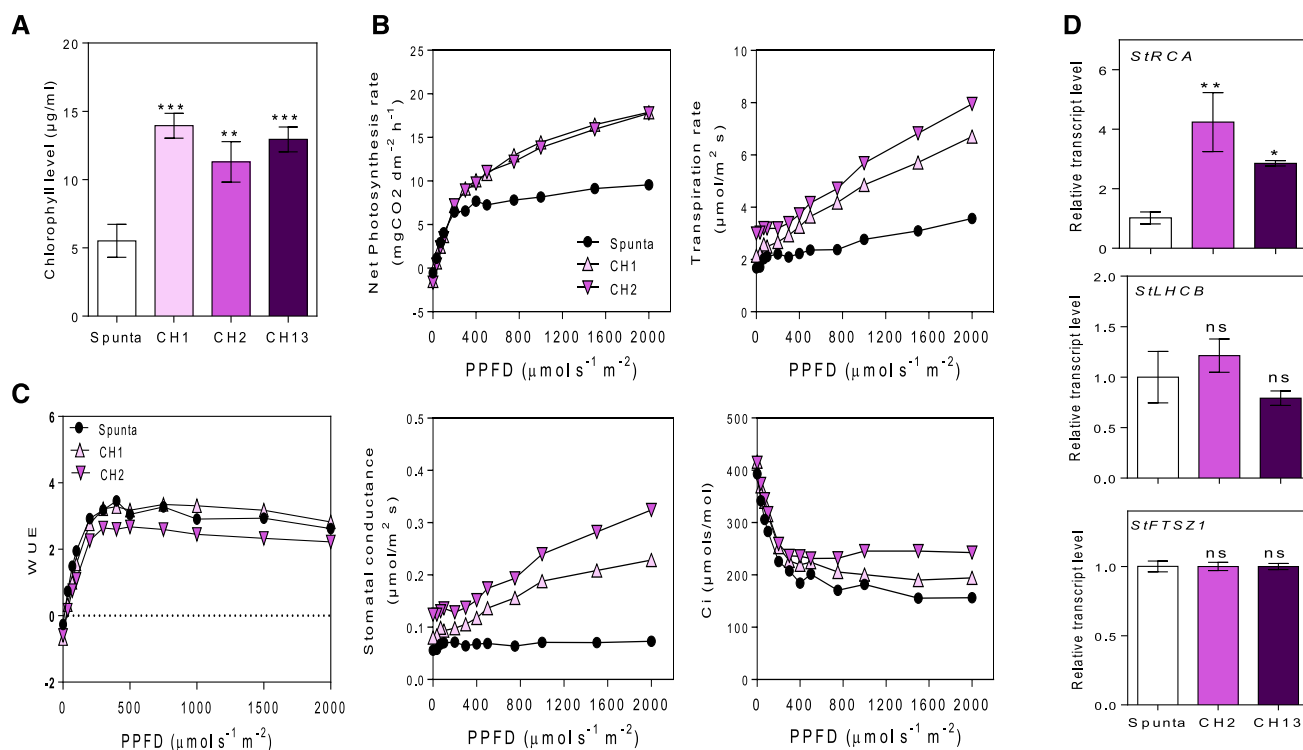 A
Chlorophyll level (µg/ml)
20
15
10
5
0
***
**
***
Spunta
CH1
CH2
CH13
B
Net Photosynthesis rate
(mgCO2 dm⁻² h⁻¹)
25
20
15
10
5
0
-5
Spunta
CH1
CH2
0 400 800 1200 1600 2000
PPFD (µmol s⁻¹ m⁻²)
Transpiration rate
(µmol/m² s)
10
8
6
4
2
0
0 400 800 1200 1600 2000
PPFD (µmol s⁻¹ m⁻²)
C
WUE
6
4
2
0
-2
Spunta
CH1
CH2
0 500 1000 1500 2000
PPFD (µmol s⁻¹ m⁻²)
Stomatal conductance
(µmol/m² s)
0.5
0.4
0.3
0.2
0.1
0.0
0 400 800 1200 1600 2000
PPFD (µmol s⁻¹ m⁻²)
Ci (µmols/mol)
500
400
300
200
100
0
0 400 800 1200 1600 2000
PPFD (µmol s⁻¹ m⁻²)
D
Relative transcript level
StRCA
6
4
2
0
**
*
Relative transcript level
StLHCB
2.0
1.5
1.0
0.5
0.0
ns
ns
Relative transcript level
StFTSZ1
1.5
1.0
0.5
0.0
ns
ns
Spunta
CH2
CH13